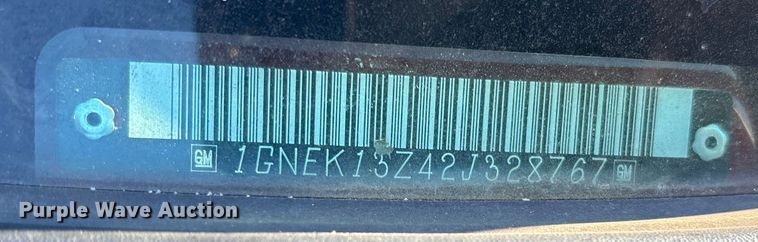 GM 1GNEK13Z42J328767 GM
Purple Wave Auction